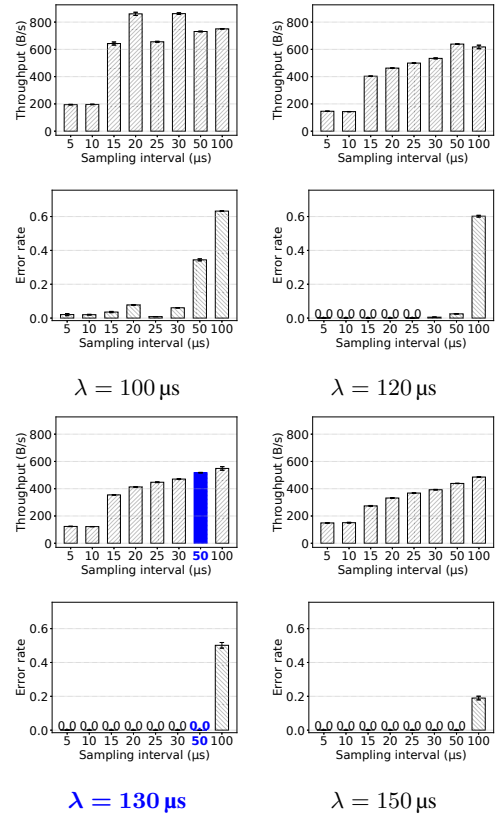 Throughput (B/s)
800
600
400
200
0
5 10 15 20 25 30 50 100
Sampling interval (μs)
Throughput (B/s)
800
600
400
200
0
5 10 15 20 25 30 50 100
Sampling interval (μs)
Error rate
0.6
0.4
0.2
0.0
5 10 15 20 25 30 50 100
Sampling interval (μs)
Error rate
0.6
0.4
0.2
0.0
0.0 0.0 0.0 0.0 0.0
5 10 15 20 25 30 50 100
Sampling interval (μs)
λ = 100 μs
λ = 120 μs
Throughput (B/s)
800
600
400
200
0
5 10 15 20 25 30 50 100
Sampling interval (μs)
Throughput (B/s)
800
600
400
200
0
5 10 15 20 25 30 50 100
Sampling interval (μs)
Error rate
0.6
0.4
0.2
0.0
0.0 0.0 0.0 0.0 0.0 0.0 0.0
5 10 15 20 25 30 50 100
Sampling interval (μs)
Error rate
0.6
0.4
0.2
0.0
0.0 0.0 0.0 0.0 0.0 0.0 0.0
5 10 15 20 25 30 50 100
Sampling interval (μs)
λ = 130 μs
λ = 150 μs